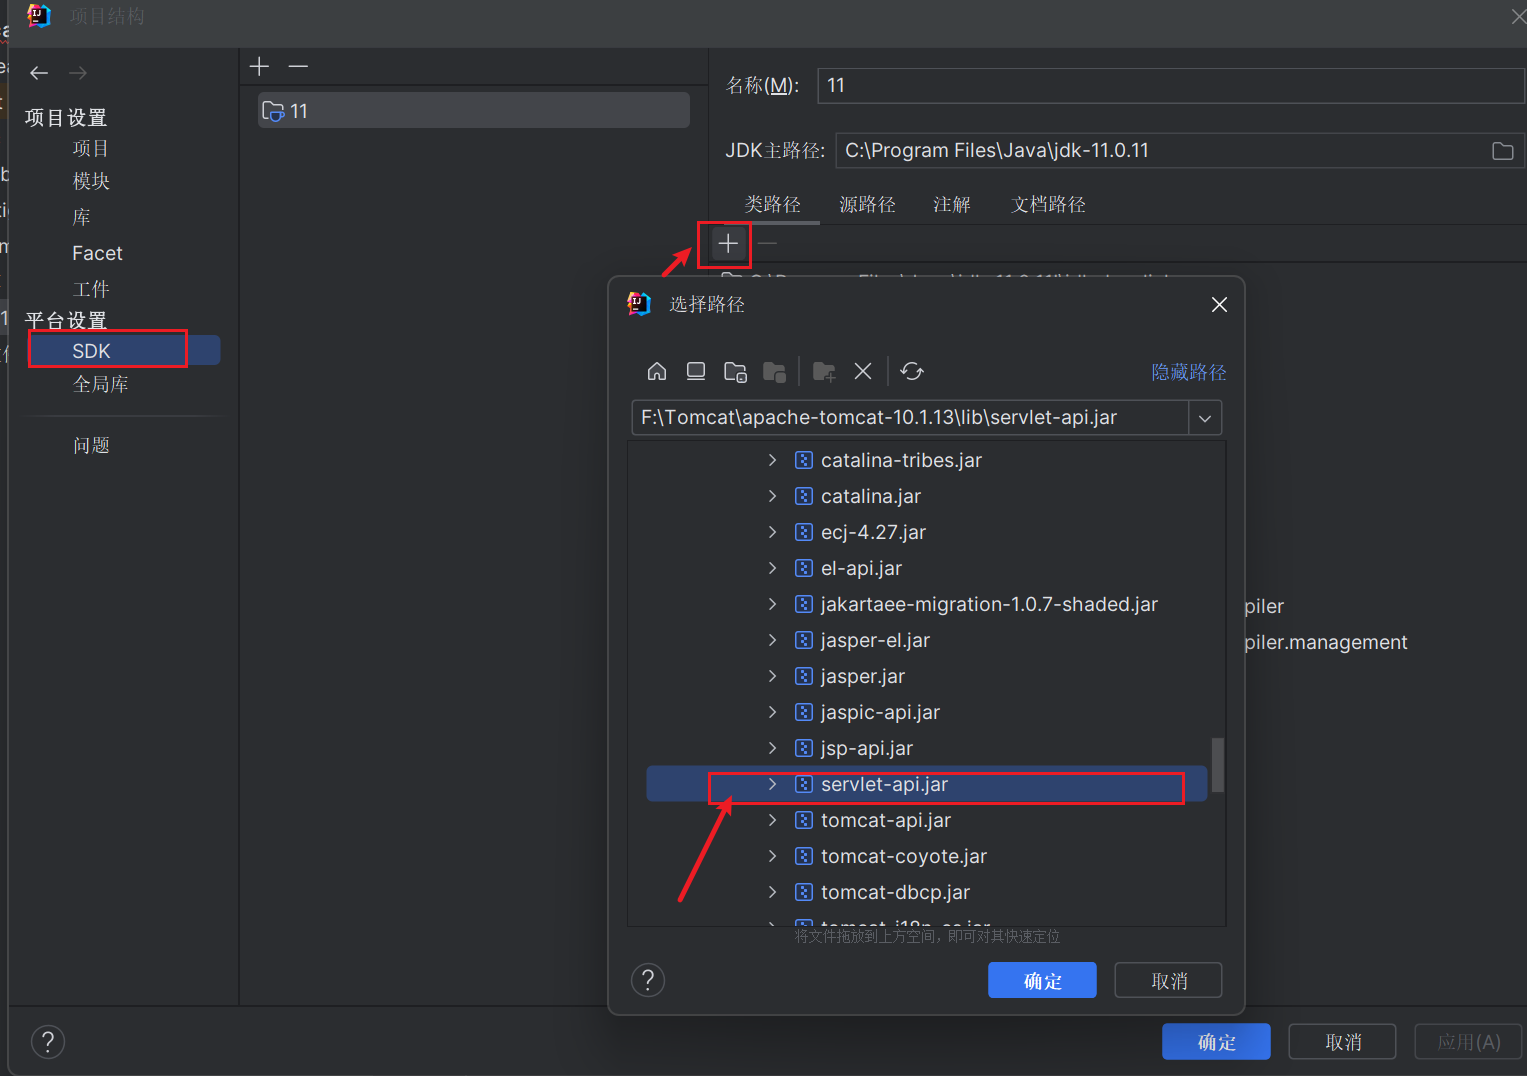 项目结构
项目设置
项目
模块
库
Facet
工件
平台设置
SDK
全局库
问题
11
名称(M): 11
JDK主路径: C:\Program Files\Java\jdk-11.0.11
类路径 源路径 注解 文档路径
选择路径
隐藏路径
F:\Tomcat\apache-tomcat-10.1.13\lib\servlet-api.jar
catalina-tribes.jar
catalina.jar
ecj-4.27.jar
el-api.jar
jakartaee-migration-1.0.7-shaded.jar
jasper-el.jar
jasper.jar
jaspic-api.jar
jsp-api.jar
servlet-api.jar
tomcat-api.jar
tomcat-coyote.jar
tomcat-dbcp.jar
将文件拖放到上方空间，即可对其快速定位
? 确定 取消
piler
piler.management
? 确定 取消 应用(A)